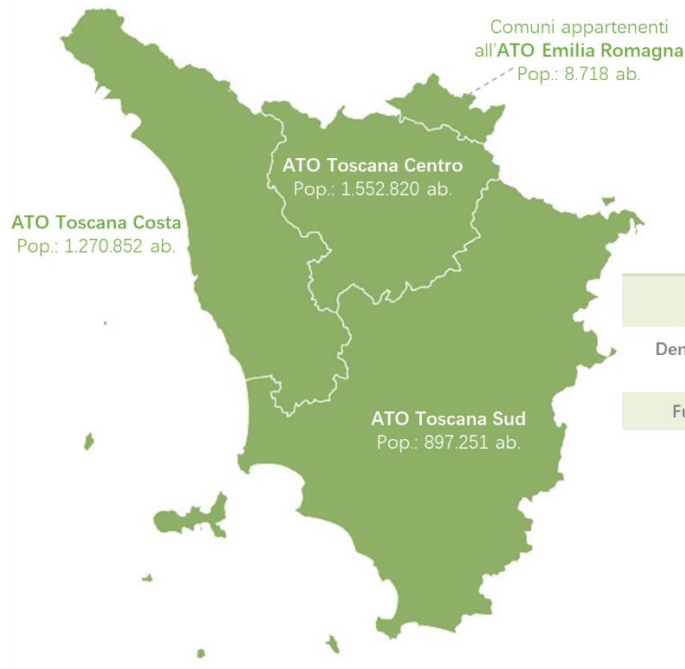 Comuni appartenenti
all'ATO Emilia Romagna
Pop.: 8.718 ab.
ATO Toscana Centro
Pop.: 1.552.820 ab.
ATO Toscana Costa
Pop.: 1.270.852 ab.
ATO Toscana Sud
Pop.: 897.251 ab.